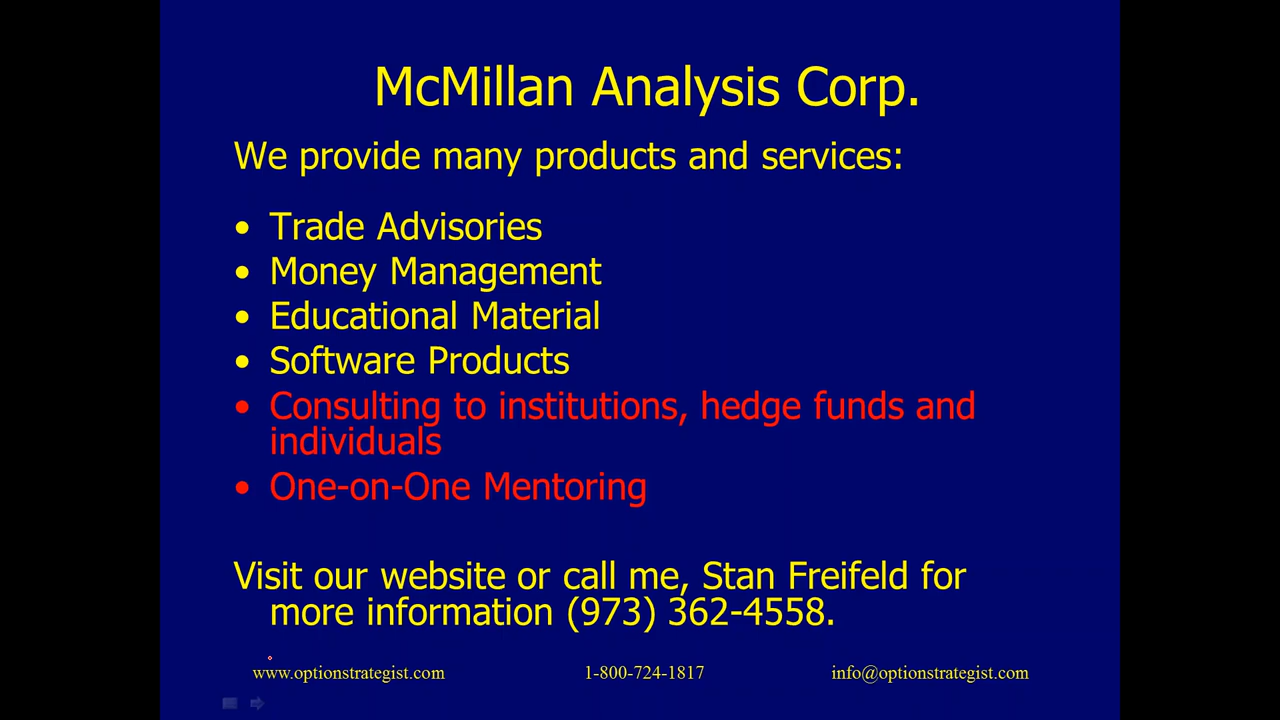 McMillan Analysis Corp.
We provide many products and services:
• Trade Advisories
• Money Management
• Educational Material
• Software Products
• Consulting to institutions, hedge funds and
individuals
• One-on-One Mentoring
Visit our website or call me, Stan Freifeld for
more information (973) 362-4558.
www.optionstrategist.com 1-800-724-1817 info@optionstrategist.com